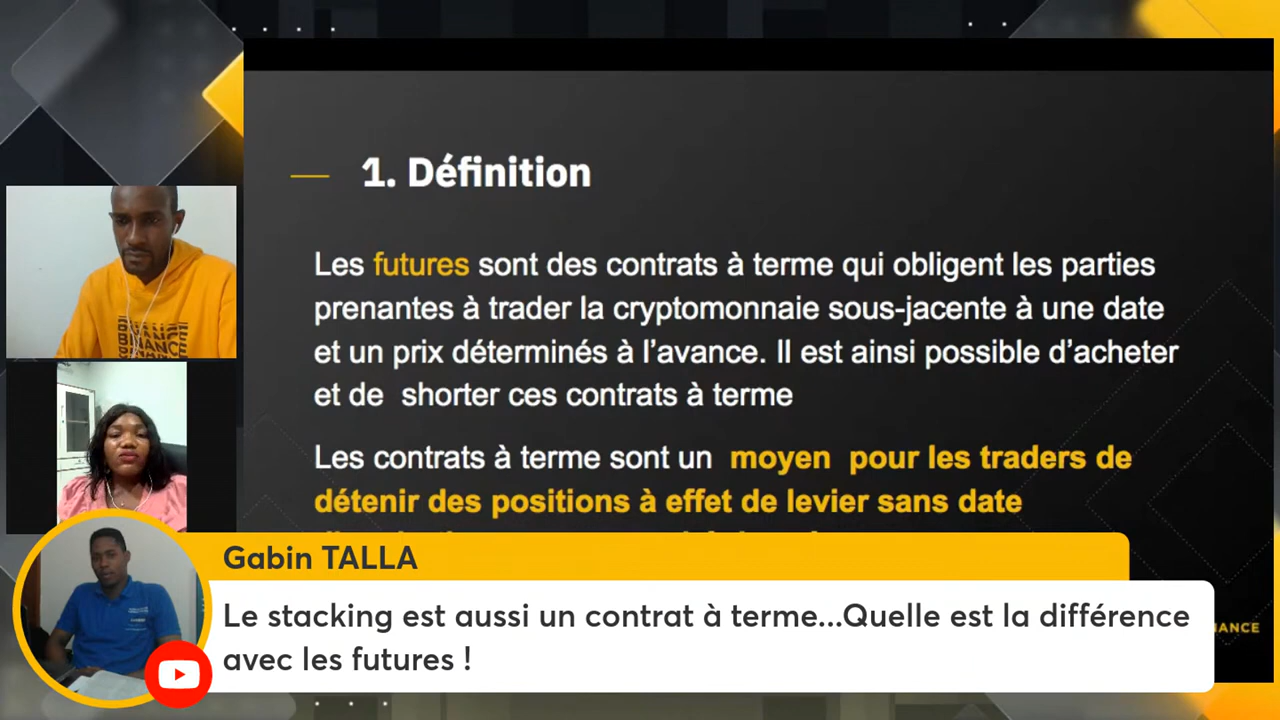 1. Définition
Les futures sont des contrats à terme qui obligent les parties
prenantes à trader la cryptomonnaie sous-jacente à une date
et un prix déterminés à l’avance. Il est ainsi possible d’acheter
et de shorter ces contrats à terme
Les contrats à terme sont un moyen pour les traders de
détenir des positions à effet de levier sans date
BINANCE
Gabin TALLA
Le stacking est aussi un contrat à terme...Quelle est la différence
avec les futures !
NANCE